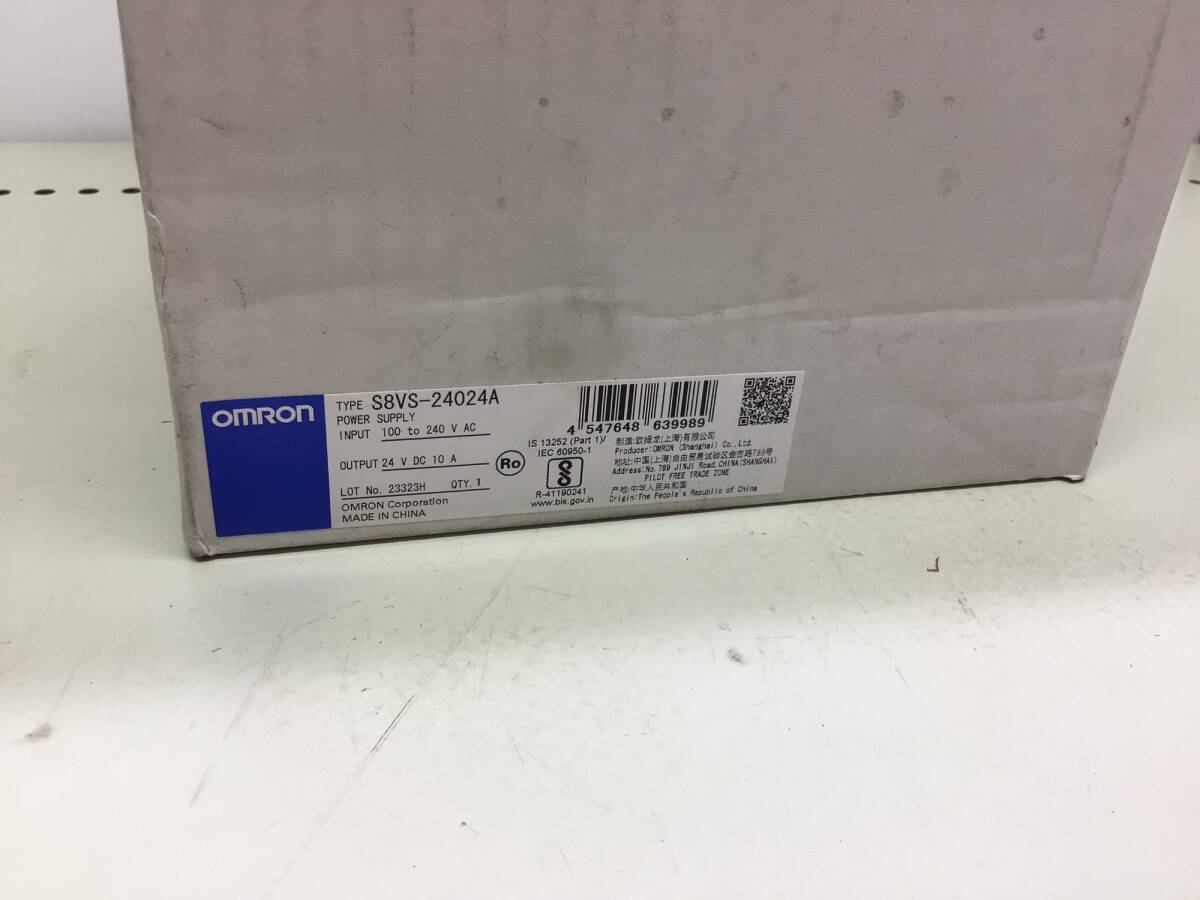 OMRON
TYPE S8VS-24024A
POWER SUPPLY
INPUT 100 to 240 V AC
OUTPUT 24 V DC 10 A
LOT No. 23323H QTY. 1
OMRON Corporation
MADE IN CHINA
Ro
IS 13252 (Part 1)/
IEC 60950-1
R-41190241
www.bis.gov.in
4 547648 639989
制造:欧姆龙(上海)有限公司
Producer:OMRON (Shanghai) Co., Ltd.
地址:中国(上海)自由贸易试验区金吉路789号
Address:No. 789 JINJI Road, CHINA(SHANGHAI)
PILOT FREE TRADE ZONE
产地:中华人民共和国
Origin:The People's Republic of China